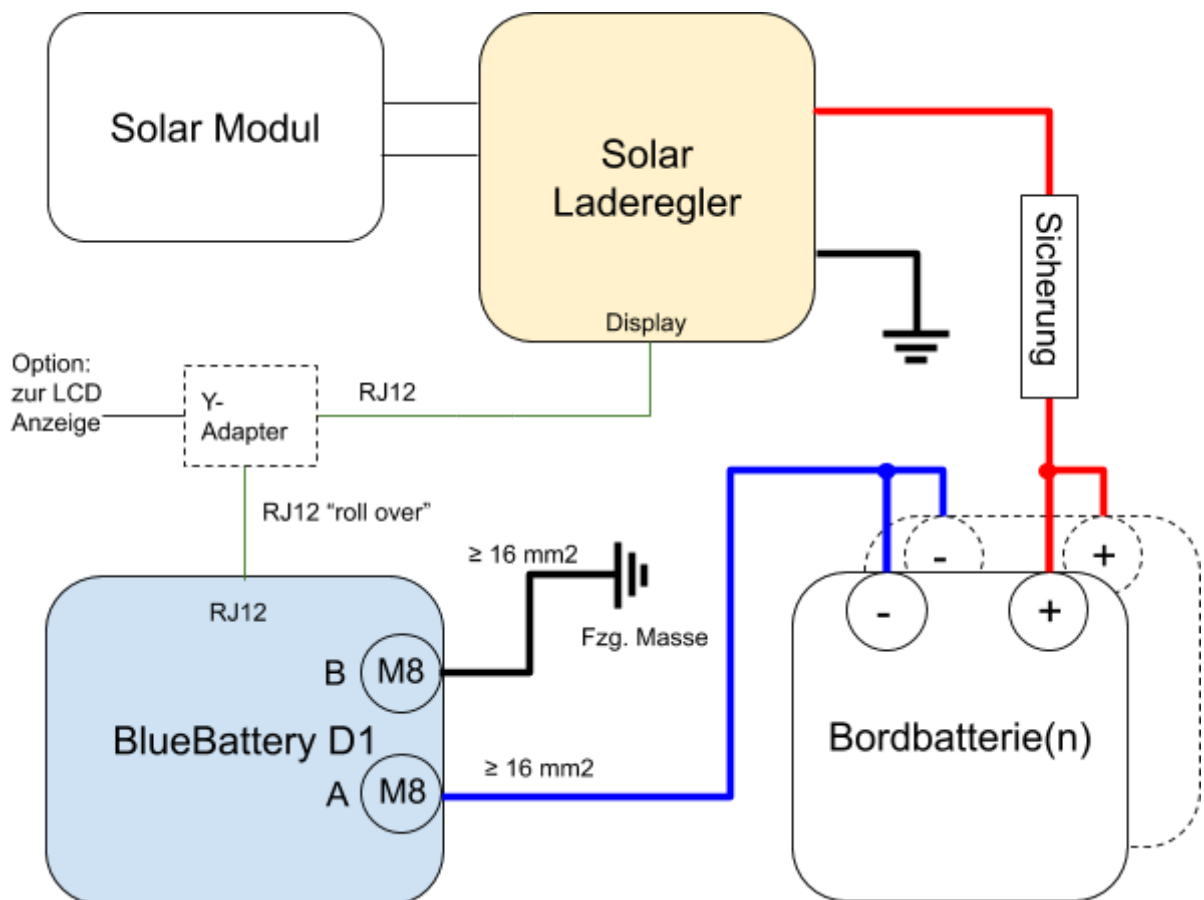 Solar Modul
Solar
Laderegler
Display
Sicherung
Option:
zur LCD
Anzeige
Y-
Adapter
RJ12
RJ12 “roll over”
≥ 16 mm2
Fzg. Masse
RJ12
B
M8
BlueBattery D1
A
M8
≥ 16 mm2
-
+
-
+
Bordbatterie(n)